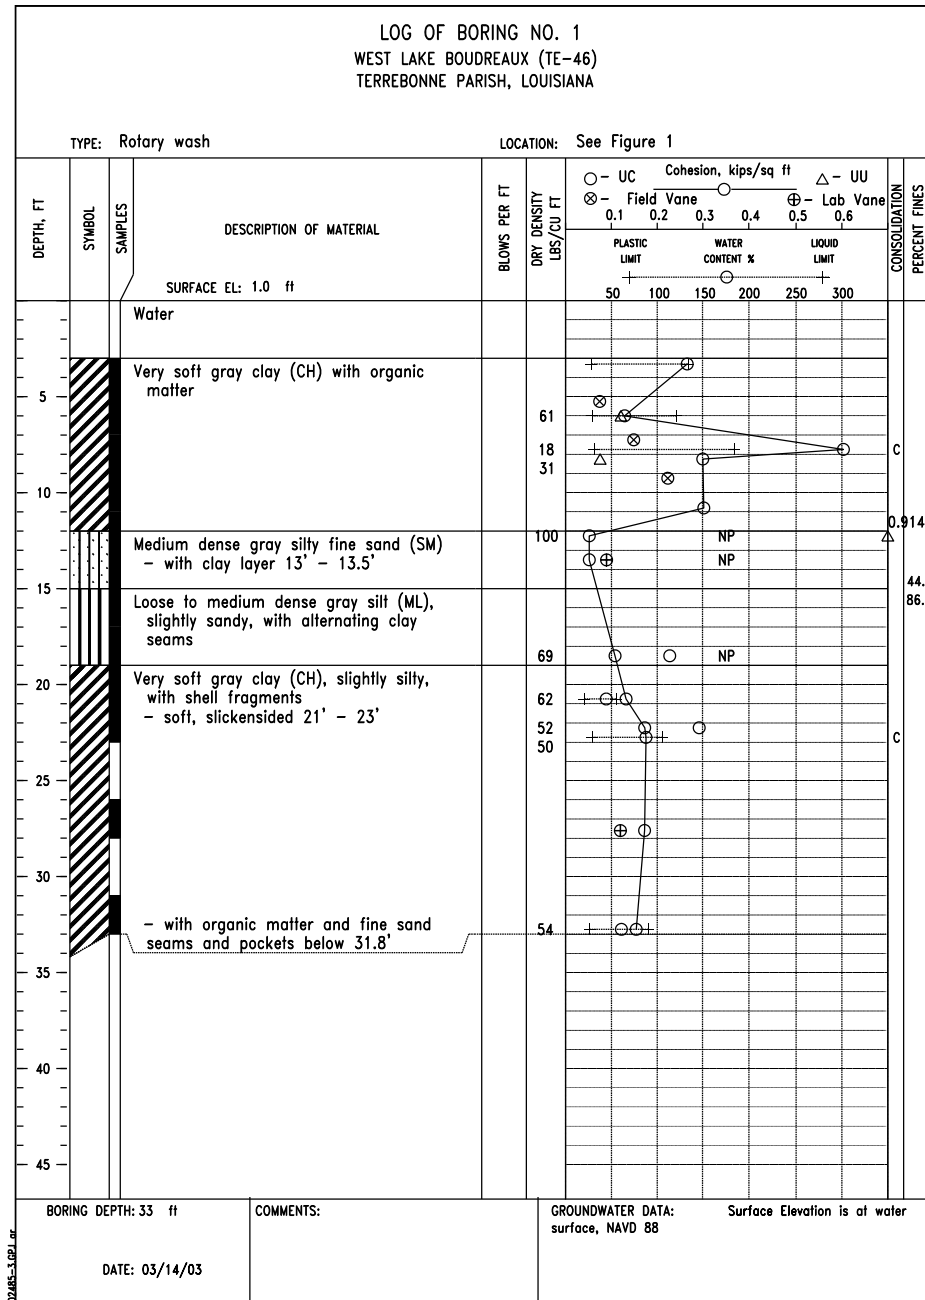 LOG OF BORING NO. 1
WEST LAKE BOUDREAUX (TE-46)
TERREBONNE PARISH, LOUISIANA
TYPE: Rotary wash
LOCATION: See Figure 1
DEPTH, FT
SYMBOL
SAMPLES
DESCRIPTION OF MATERIAL
SURFACE EL: 1.0 ft
BLOWS PER FT
DRY DENSITY
LBS/CU FT
Cohesion, kips/sq ft
- UC
- UU
- Field Vane
- Lab Vane
0.1 0.2 0.3 0.4 0.5 0.6
PLASTIC LIMIT
WATER CONTENT %
LIQUID LIMIT
50 100 150 200 250 300
CONSOLIDATION
PERCENT FINES
Water
Very soft gray clay (CH) with organic
matter
5
61
18
C
31
10
0.914
Medium dense gray silty fine sand (SM)
- with clay layer 13' - 13.5'
100
NP
NP
44.
15
86.
Loose to medium dense gray silt (ML),
slightly sandy, with alternating clay
seams
69
NP
Very soft gray clay (CH), slightly silty,
with shell fragments
- soft, slickensided 21' - 23'
20
62
52
50
C
25
30
- with organic matter and fine sand
seams and pockets below 31.8'
54
35
40
45
BORING DEPTH: 33 ft
DATE: 03/14/03
COMMENTS:
GROUNDWATER DATA: Surface Elevation is at water
surface, NAVD 88